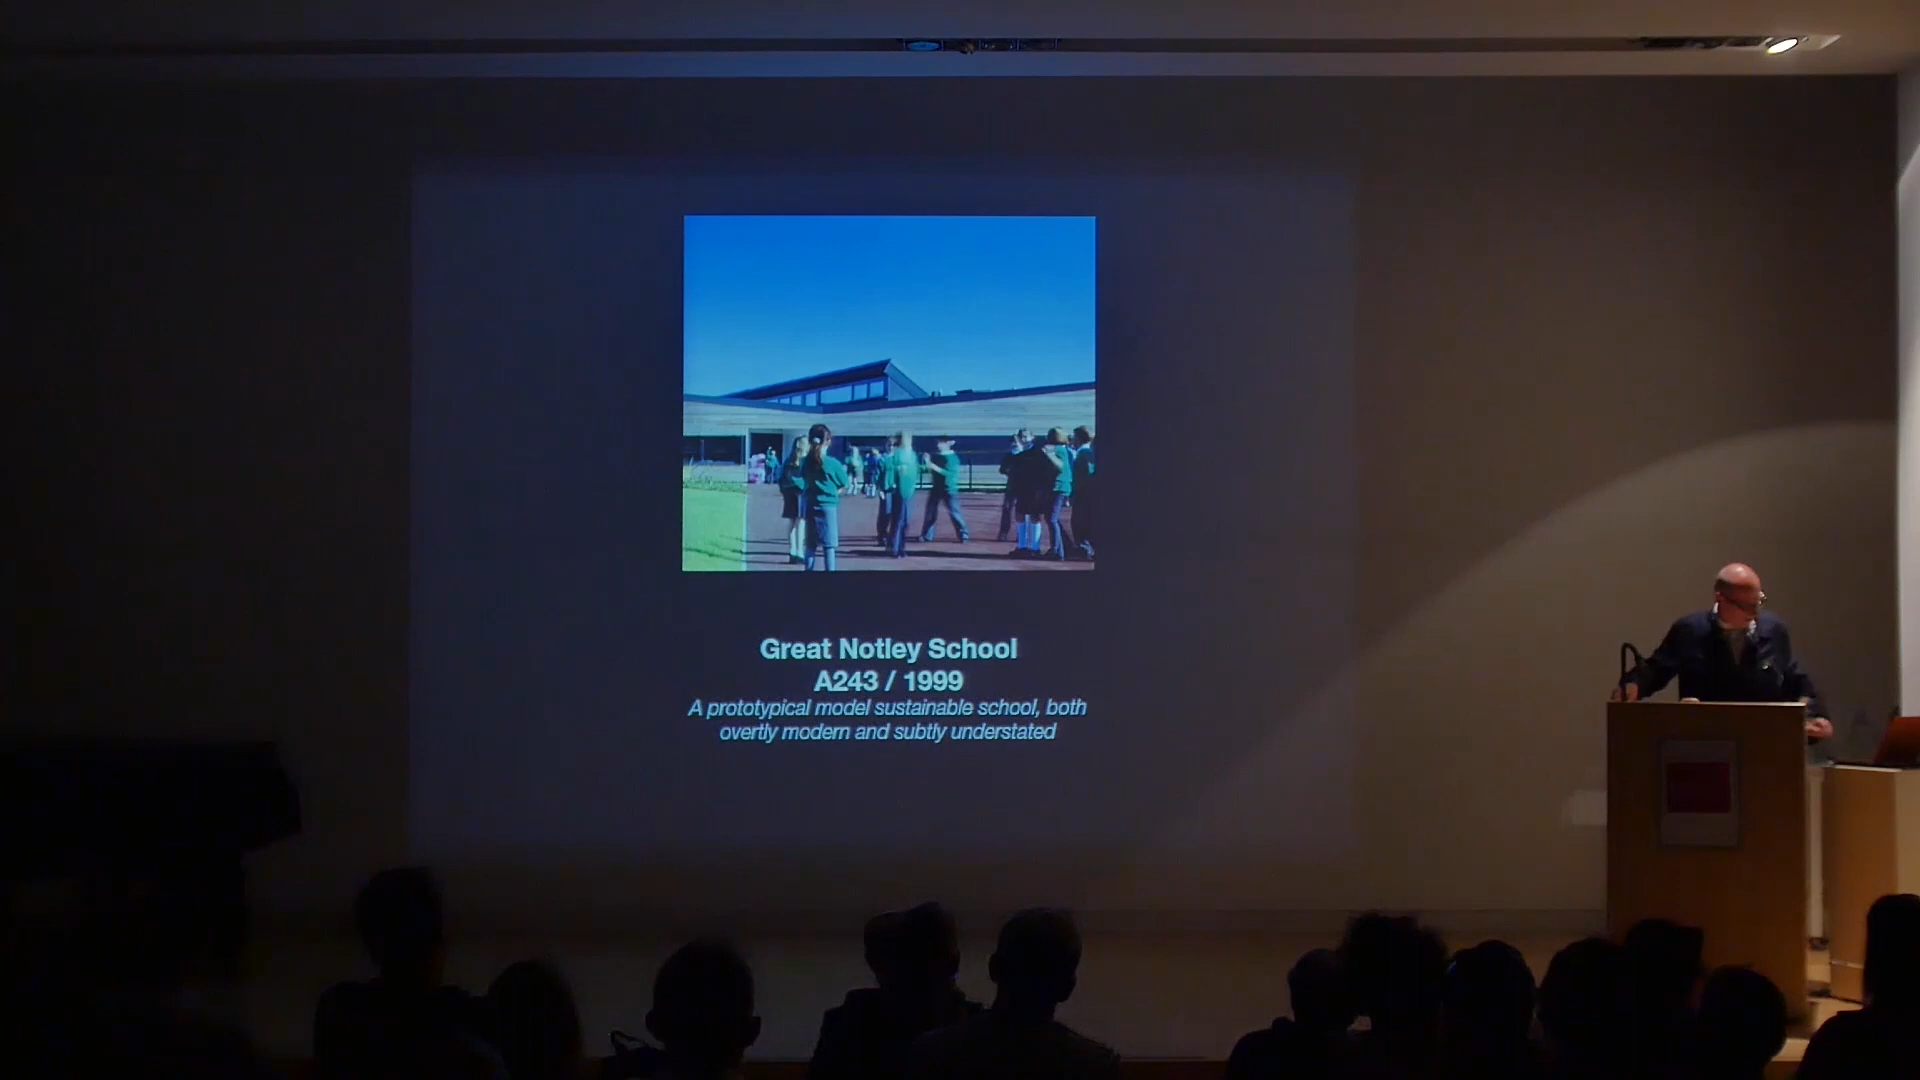 Great Notley School
A243 / 1999
A prototypical model sustainable school, both
overtly modern and subtly understated